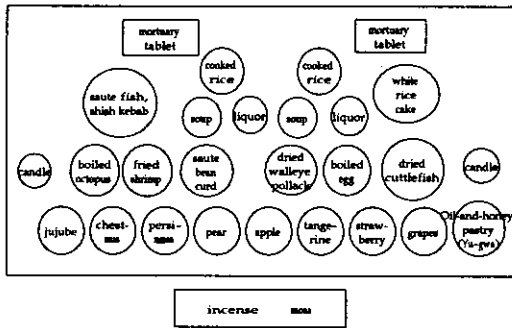 mortuary
tablet
mortuary
tablet
cooked
rice
cooked
rice
saute fish,
shish kebab
white
rice
cake
soup
liquor
soup
liquor
candle
boiled
octopus
fried
shrimp
saute
bean
curd
dried
walleye
pollack
boiled
egg
dried
cuttlefish
candle
jujube
chest-
nuts
persi-
mmon
pear
apple
tange-
rine
straw-
berry
grapes
Oil-and-honey
pastry
(Yu-gwa)
incense